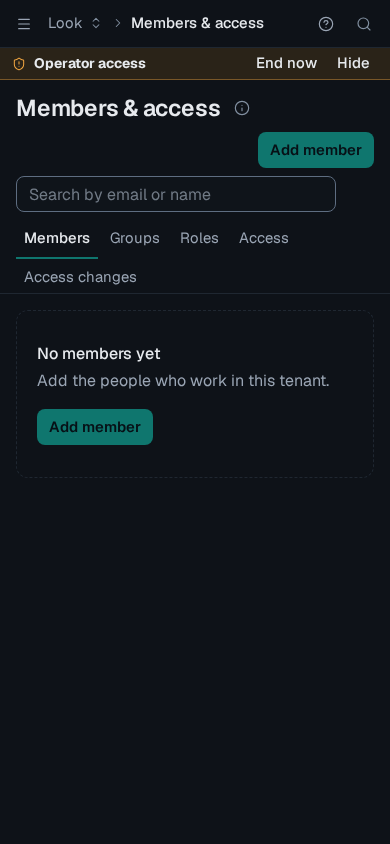 Look Members & access
Operator access End now Hide
Members & access
Add member
Search by email or name
Members Groups Roles Access
Access changes
No members yet
Add the people who work in this tenant.
Add member